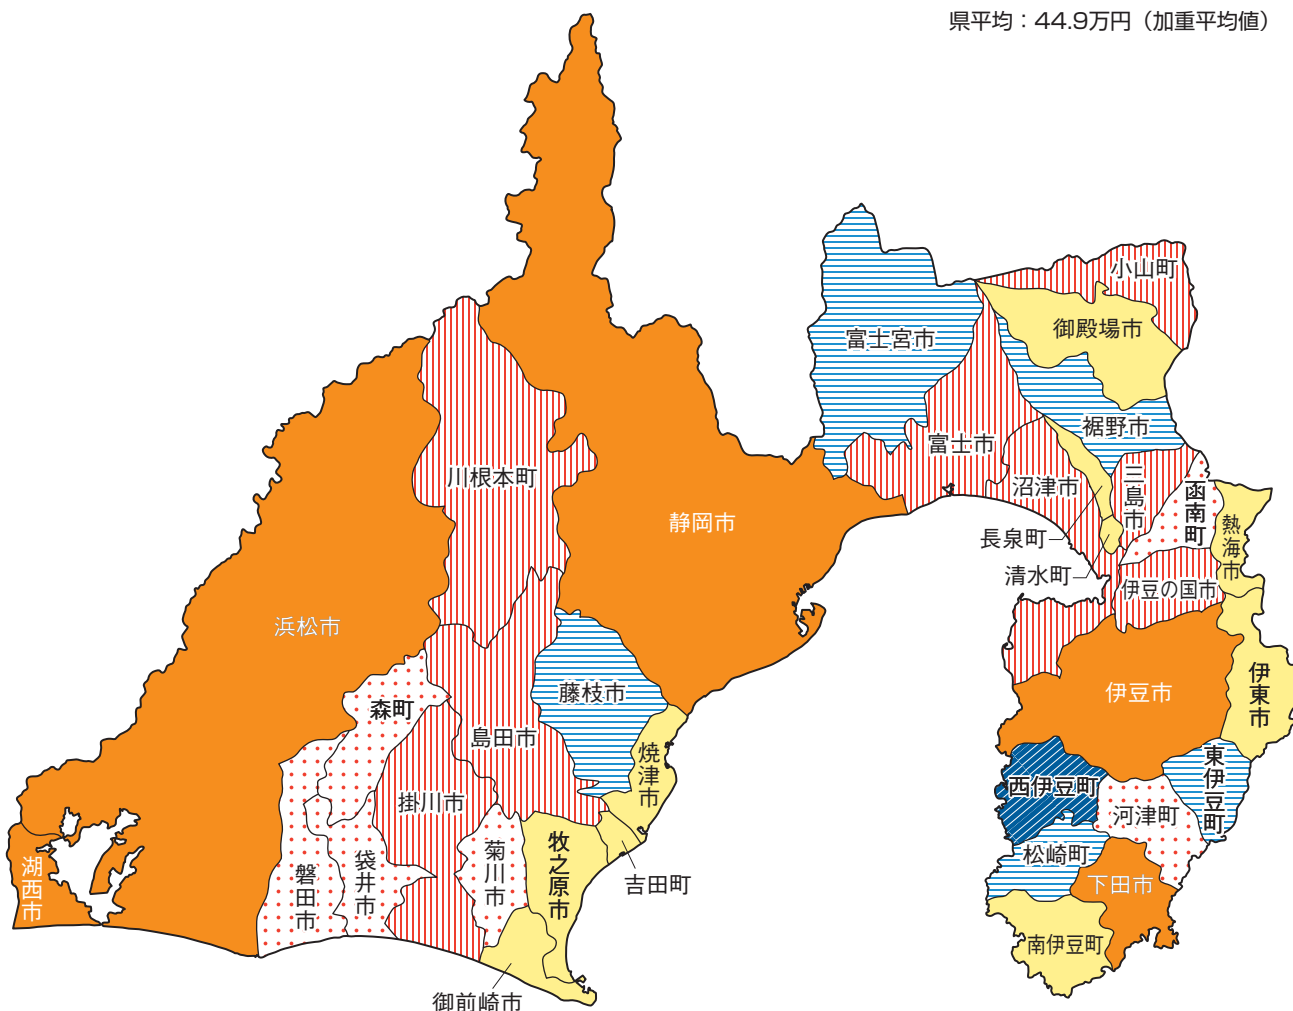 県平均：44.9万円（加重平均値）
小山町
御殿場市
富士宮市
裾野市
富士市
川根本町
三島市
沼津市
函南町
静岡市
熱海市
長泉町
清水町
伊豆の国市
浜松市
伊豆市
伊東市
藤枝市
森町
島田市
焼津市
東伊豆町
西伊豆町
掛川市
河津町
牧之原市
菊川市
松崎町
袋井市
磐田市
湖西市
吉田町
下田市
南伊豆町
御前崎市